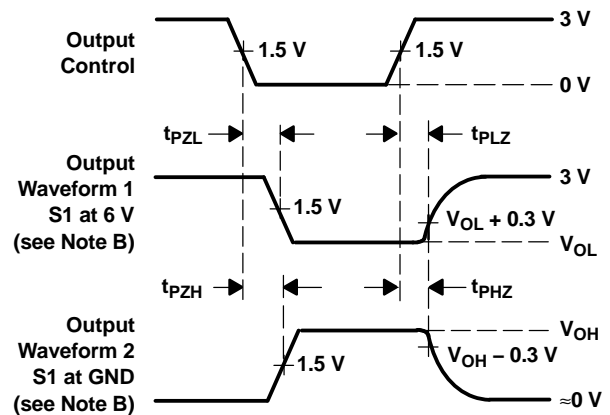 Output
Control
1.5 V
1.5 V
3 V
0 V
tPZL
tPLZ
Output
Waveform 1
S1 at 6 V
(see Note B)
1.5 V
3 V
VOL + 0.3 V
VOL
tPZH
tPHZ
Output
Waveform 2
S1 at GND
(see Note B)
1.5 V
VOH
VOH − 0.3 V
≈0 V